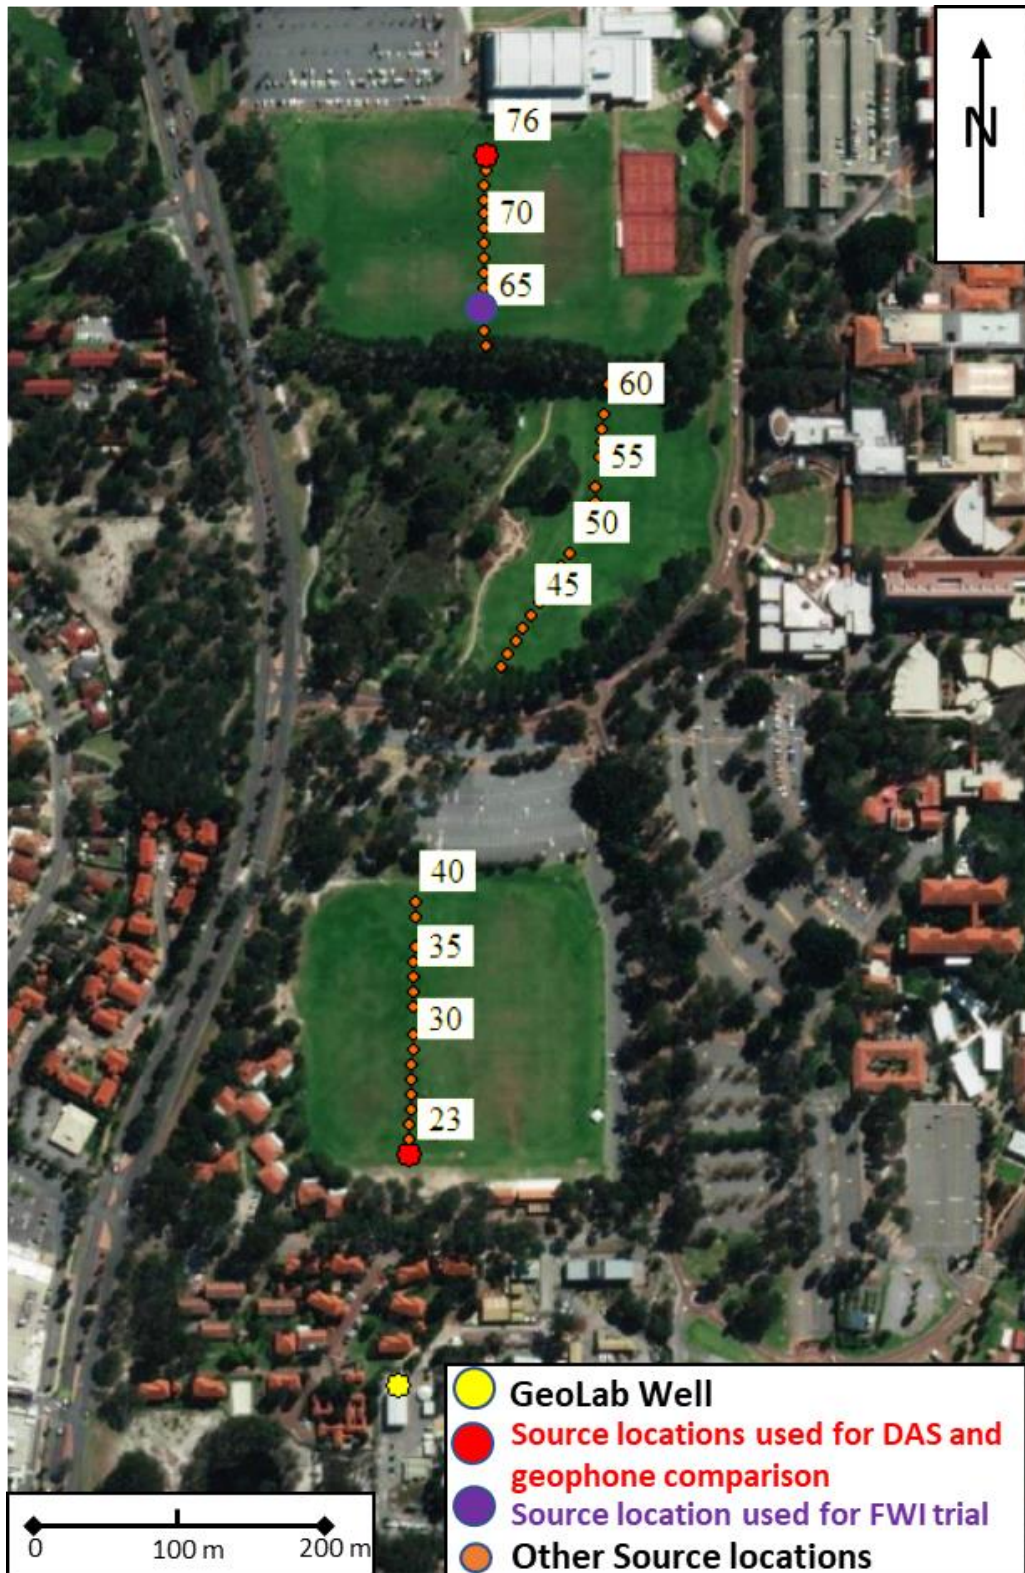 76
N
70
65
60
55
50
45
40
35
30
23
GeoLab Well
Source locations used for DAS and
geophone comparison
Source location used for FWI trial
Other Source locations
0 100 m 200 m